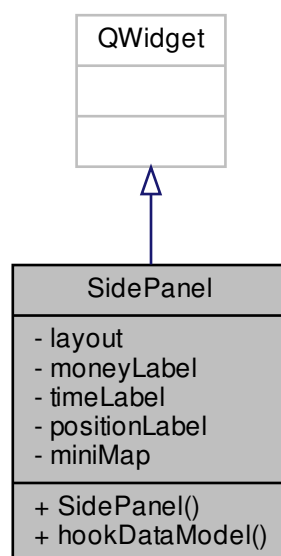 QWidget
SidePanel
- layout
- moneyLabel
- timeLabel
- positionLabel
- miniMap
+ SidePanel()
+ hookDataModel()